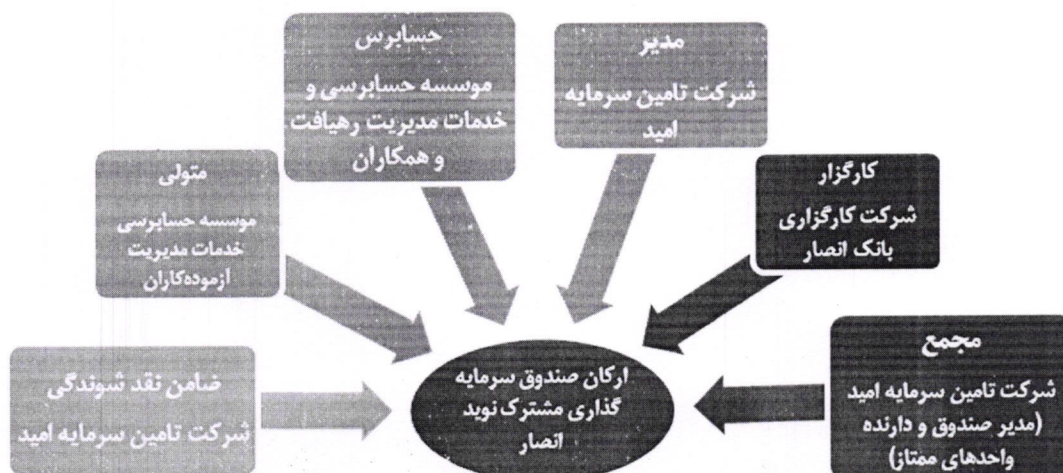 مدیر
شرکت تامین سرمایه
امید
حسابرس
موسسه حسابرسی و
خدمات مدیریت رهیافت
و همکاران
کارگزار
شرکت کارگزاری
بانک انصار
متولی
موسسه حسابرسی
خدمات مدیریت
آزموده‌کاران
مجمع
شرکت تامین سرمایه امید
(مدیر صندوق و دارنده
واحدهای ممتاز)
ارکان صندوق سرمایه
گذاری مشترک نوید
انصار
ضامن نقد شوندگی
شرکت تامین سرمایه امید